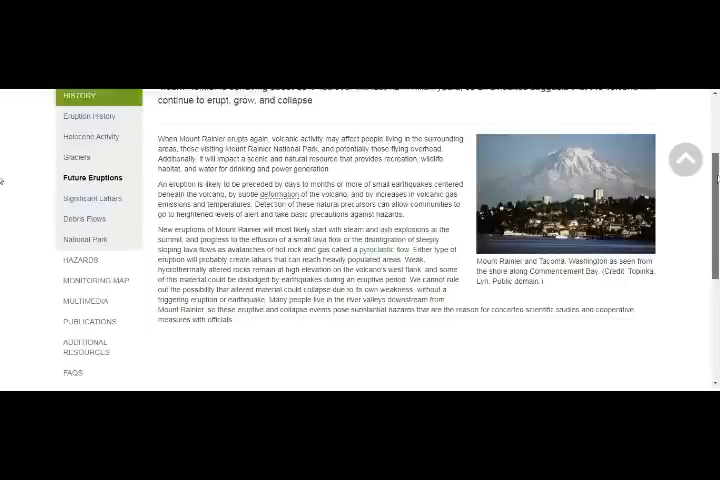 HISTORY
continue to erupt, grow, and collapse
Eruption History
Holocene Activity
Glaciers
Future Eruptions
Significant Lahars
Debris Flows
National Park
HAZARDS
MONITORING MAP
MULTIMEDIA
PUBLICATIONS
ADDITIONAL
RESOURCES
FAQS
When Mount Rainier erupts again, volcanic activity may affect people living in the surrounding
areas, those visiting Mount Rainier National Park, and potentially those flying overhead.
Additionally, it will impact a scenic and natural resource that provides recreation, wildlife
habitat, and water for drinking and power generation.
An eruption is likely to be preceded by days to months or more of small earthquakes centered
beneath the volcano, by subtle deformation of rock and volcano, and by increases in volcanic gas
emissions and temperatures. Detection of these natural precursors can allow communities to
go to heightened levels of alert and take basic precautions against hazards.
New eruptions of Mount Rainier will most likely start with steam and ash explosions at the
summit, and progress to the effusion of a small lava flow or the disintigration of steeply
sloping lava flows as avalanches of hot rock and gas called a pyroclastic flow. Either type of
eruption will probably create lahars that can reach heavily populated areas. Weak,
hydrothermally altered rocks remain at high elevation on the volcano's west flank, and some
of this material could be dislodged by earthquakes during an eruptive period. We cannot rule
out the possibility that altered material could collapse due to its own weakness, without a
triggering eruption or earthquake. Many people live in the river valleys downstream from
Mount Rainier, so these eruptive and collapse events pose substantial hazards that are the reason for concerted scientific studies and cooperative
measures with officials.
Mount Rainier and Tacoma, Washington as seen from
the shore along Commencement Bay. (Credit: Topinka,
Lyn. Public domain.)